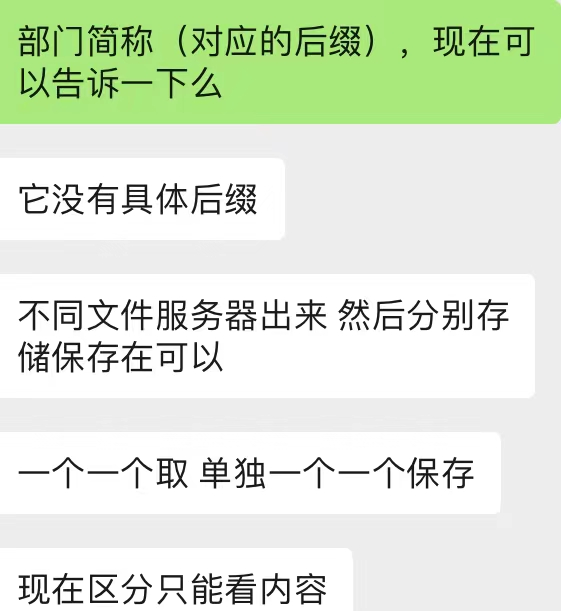 部门简称（对应的后缀），现在可
以告诉一下么
它没有具体后缀
不同文件服务器出来 然后分别存
储保存在可以
一个一个取 单独一个一个保存
现在区分只能看内容